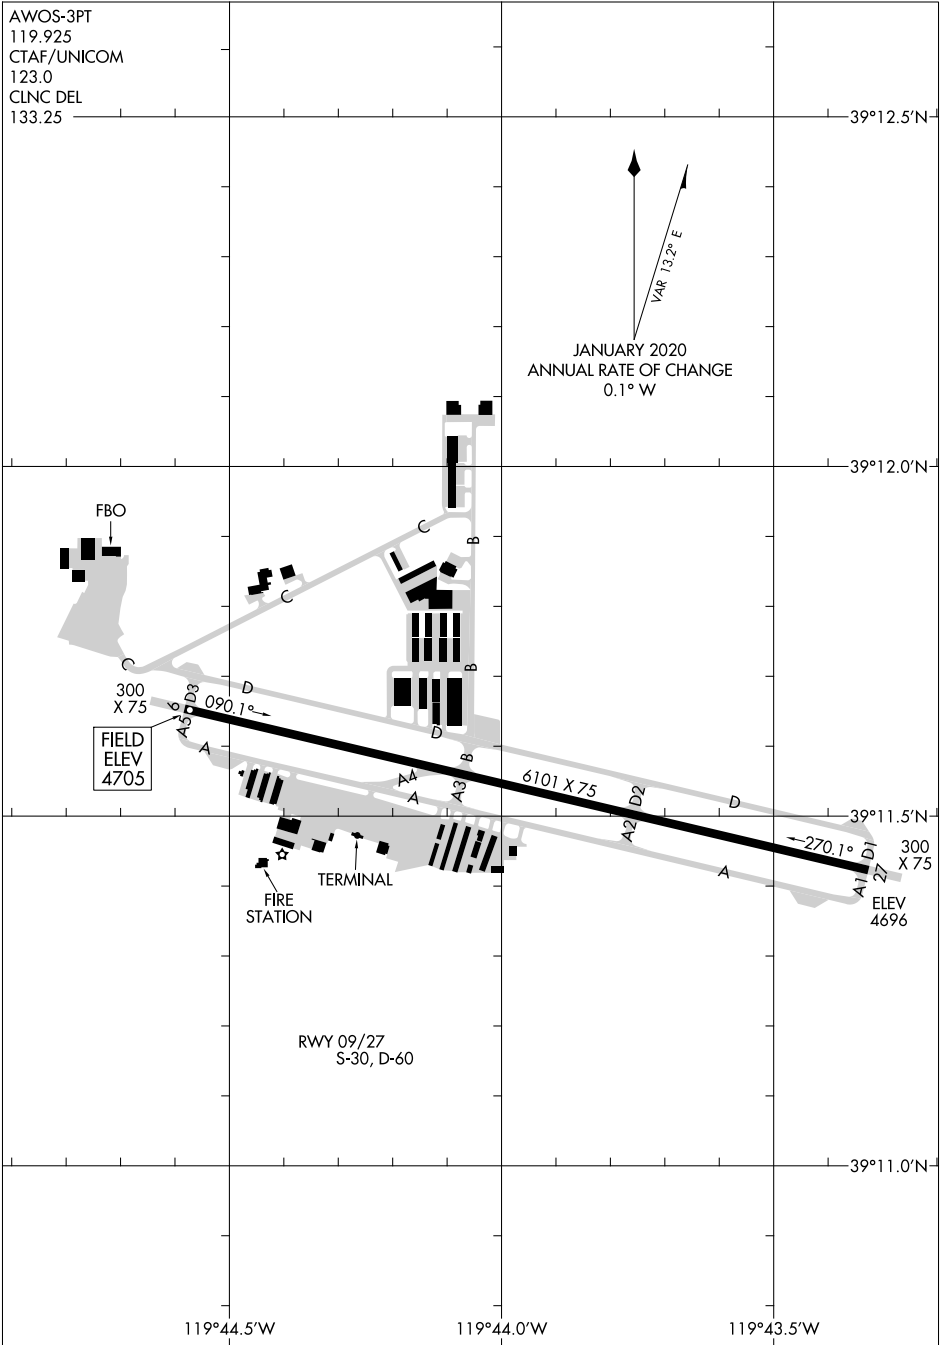 AWOS-3PT
119.925
CTAF/UNICOM
123.0
CLNC DEL
133.25
39°12.5'N
VAR 13.2° E
JANUARY 2020
ANNUAL RATE OF CHANGE
0.1° W
39°12.0'N
FBO
C
B
C
C
B
300
X 75
D3
D
9
090.1°
A5
D
FIELD
ELEV
4705
A
B
A4
A3
A
6101 X 75
D2
D
A2
39°11.5'N
270.1°
D1
300
X 75
A
A1
27
ELEV
4696
TERMINAL
FIRE
STATION
RWY 09/27
S-30, D-60
39°11.0'N
119°44.5'W
119°44.0'W
119°43.5'W